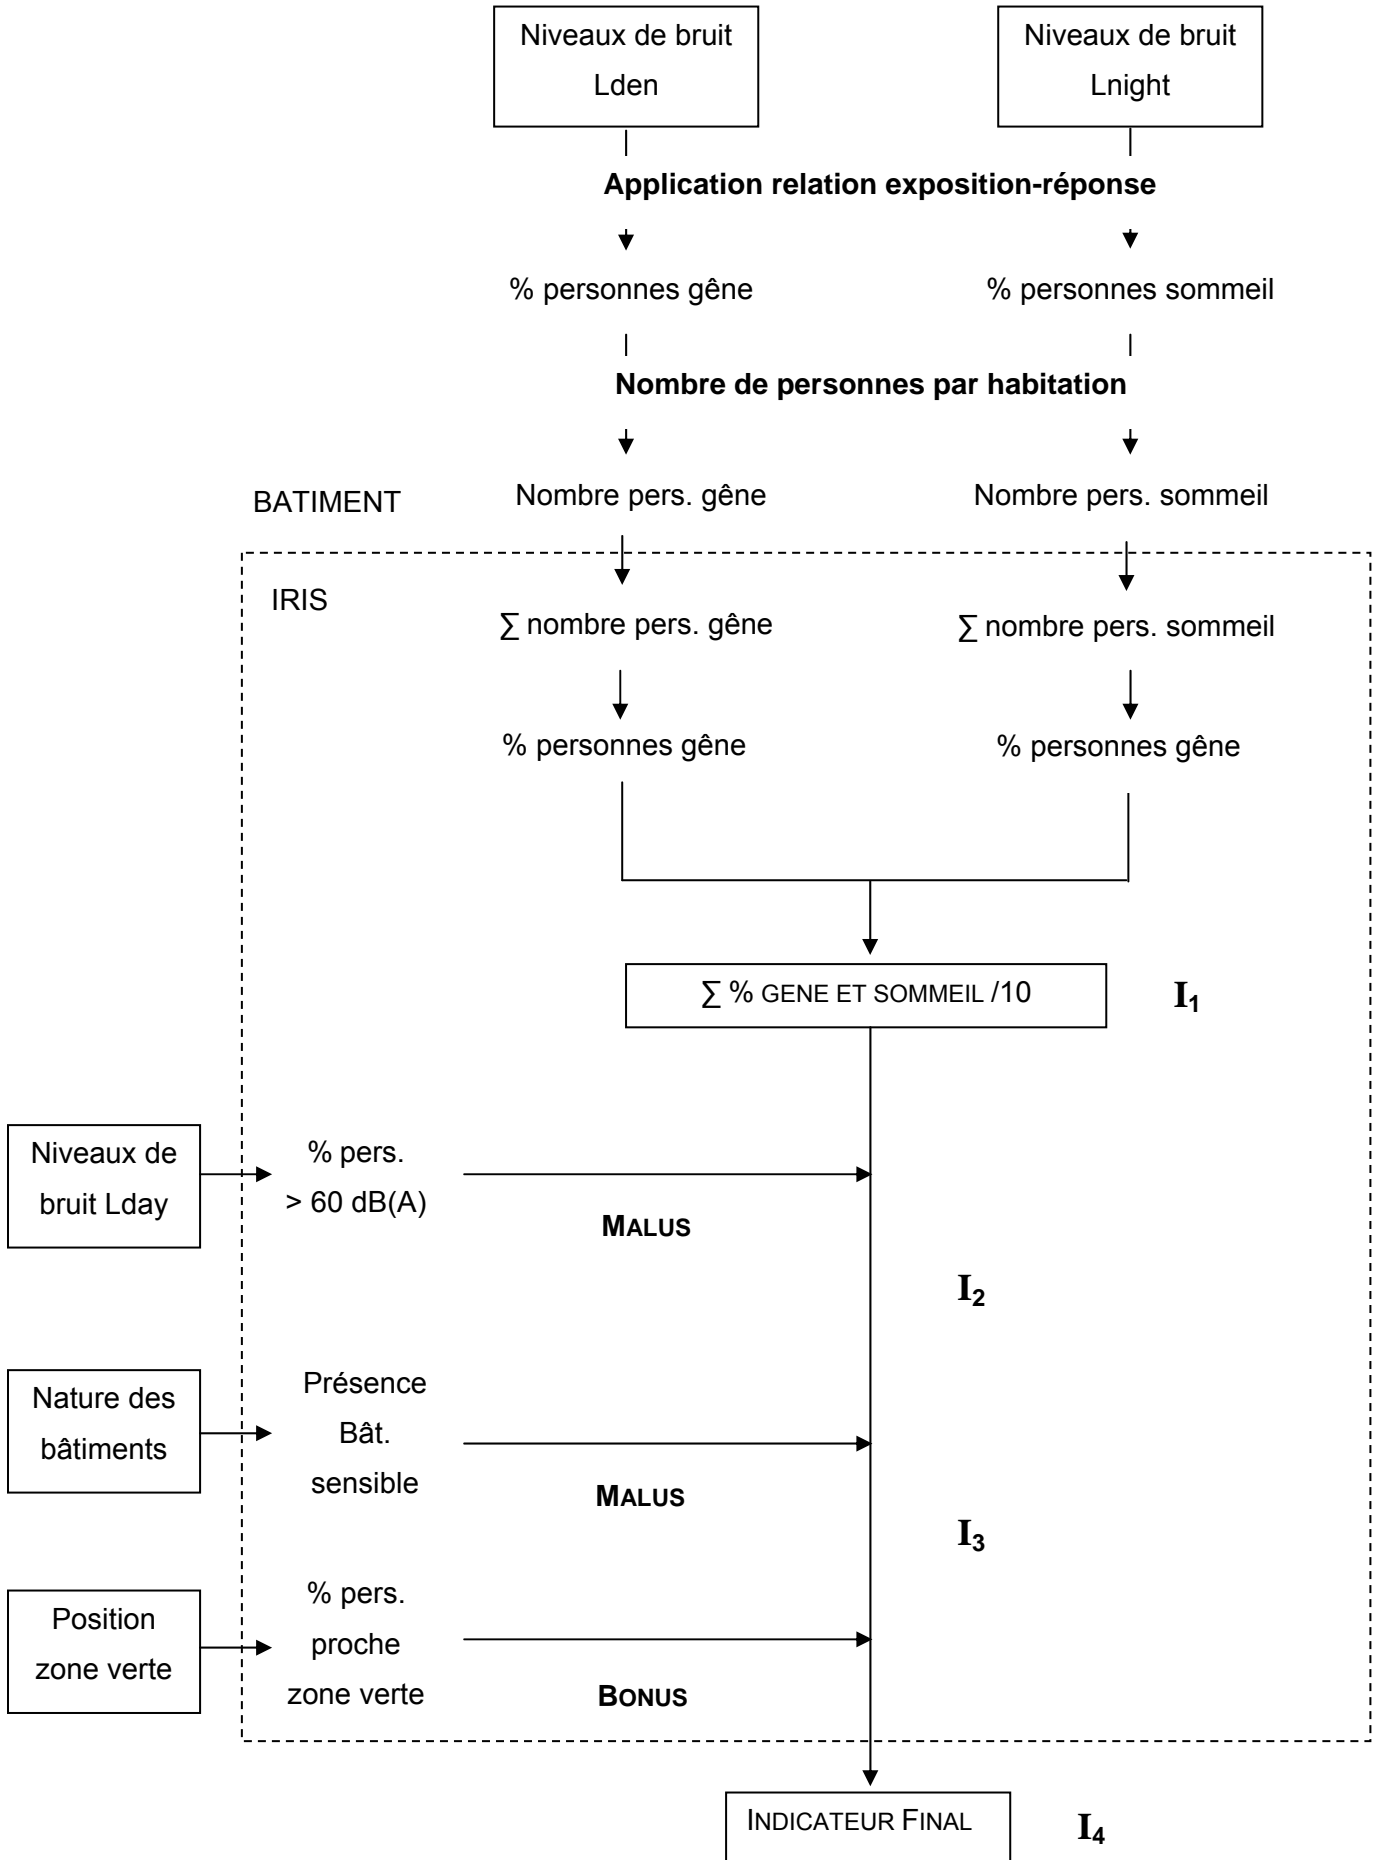 Niveaux de bruit
Lden
Niveaux de bruit
Lnight
Application relation exposition-réponse
% personnes gêne
% personnes sommeil
Nombre de personnes par habitation
BATIMENT
Nombre pers. gêne
Nombre pers. sommeil
IRIS
∑ nombre pers. gêne
∑ nombre pers. sommeil
% personnes gêne
% personnes gêne
∑ % GENE ET SOMMEIL /10
I₁
Niveaux de
bruit Lday
% pers.
> 60 dB(A)
MALUS
I₂
Nature des
bâtiments
Présence
Bât.
sensible
MALUS
I₃
Position
zone verte
% pers.
proche
zone verte
BONUS
INDICATEUR FINAL
I₄